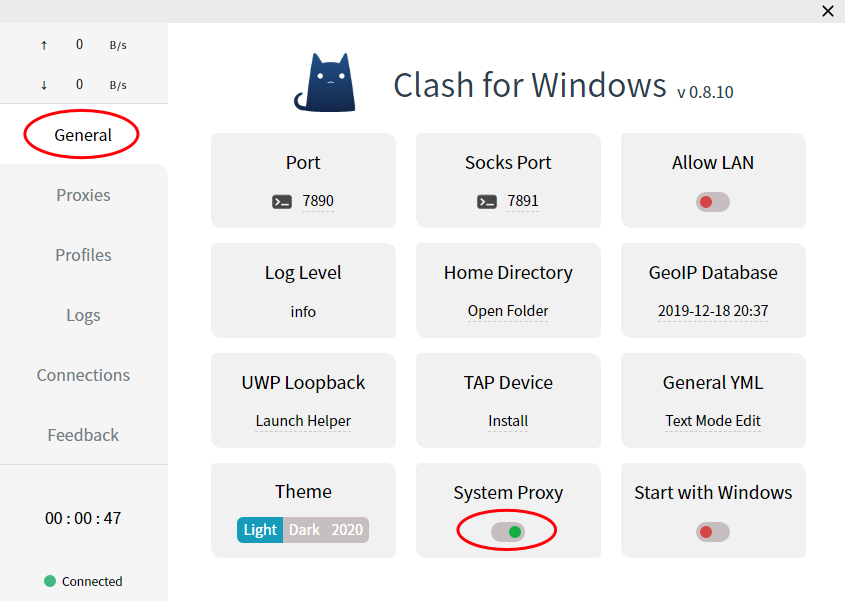 ↑ 0 B/s
↓ 0 B/s
General
Proxies
Profiles
Logs
Connections
Feedback
00 : 00 : 47
Connected
Clash for Windows v 0.8.10
Port
7890
Socks Port
7891
Allow LAN
Log Level
info
Home Directory
Open Folder
GeoIP Database
2019-12-18 20:37
UWP Loopback
Launch Helper
TAP Device
Install
General YML
Text Mode Edit
Theme
Light Dark 2020
System Proxy
Start with Windows